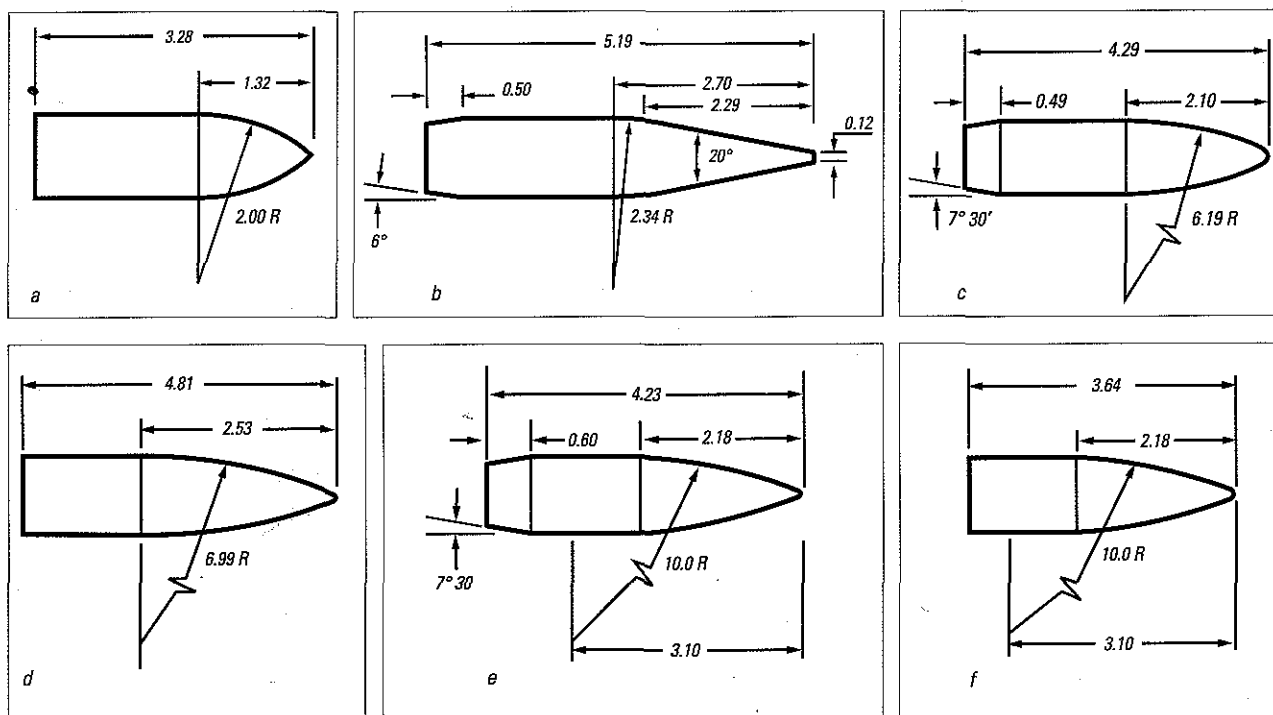 3.28
1.32
2.00 R
a
5.19
2.70
0.50
2.29
0.12
20°
2.34 R
6°
b
4.29
0.49
2.10
6.19 R
7° 30′
c
4.81
2.53
6.99 R
d
4.23
0.60
2.18
10.0 R
7° 30
3.10
e
3.64
2.18
10.0 R
3.10
f